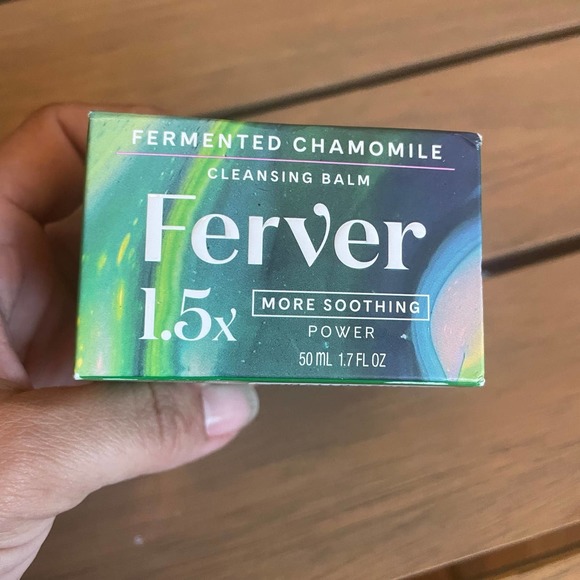 FERMENTED CHAMOMILE
CLEANSING BALM
Ferver
1.5x
MORE SOOTHING
POWER
50 ML 1.7 FL OZ